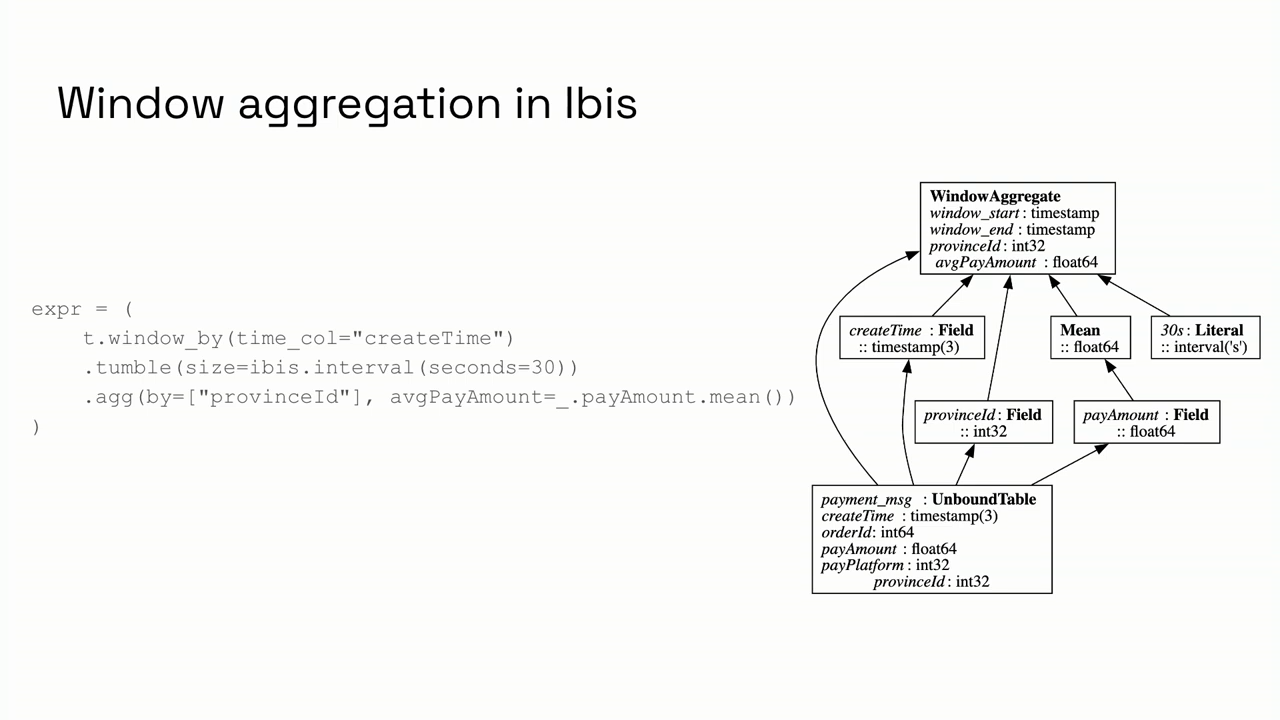 Window aggregation in Ibis
expr = (
    t.window_by(time_col="createTime")
    .tumble(size=ibis.interval(seconds=30))
    .agg(by=["provinceId"], avgPayAmount=_.payAmount.mean())
)
WindowAggregate
window_start : timestamp
window_end : timestamp
provinceId : int32
avgPayAmount : float64
createTime : Field
:: timestamp(3)
Mean
:: float64
30s : Literal
:: interval('s')
provinceId : Field
:: int32
payAmount : Field
:: float64
payment_msg : UnboundTable
createTime : timestamp(3)
orderId: int64
payAmount : float64
payPlatform : int32
provinceId : int32